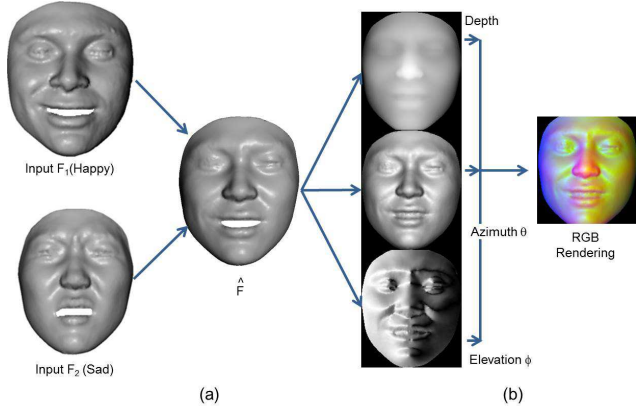 Depth
Input F₁(Happy)
Azimuth θ
RGB
Rendering
^
F
Elevation ϕ
Input F₂ (Sad)
(a)
(b)